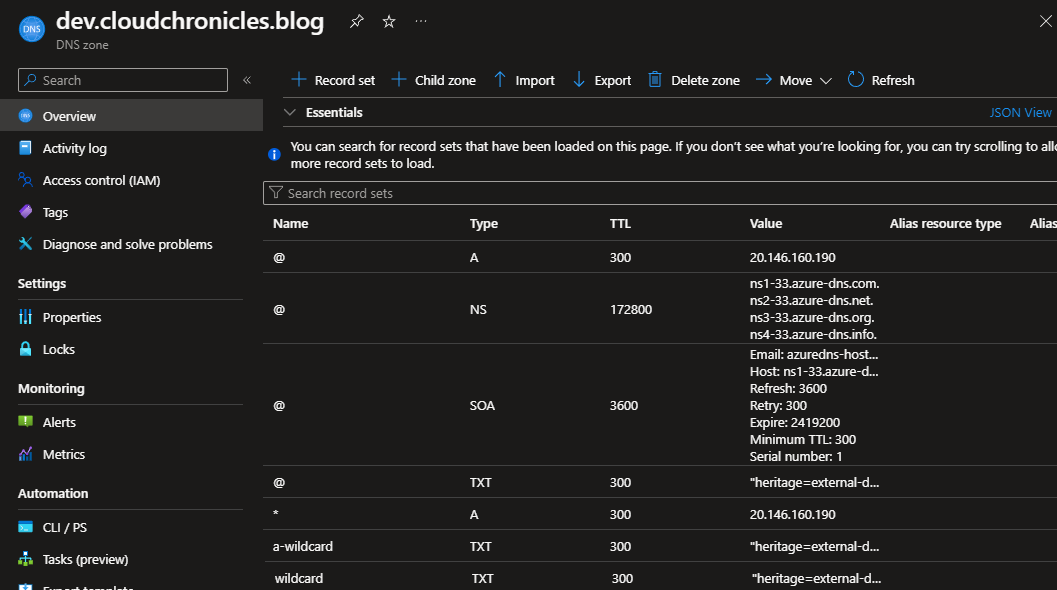 dev.cloudchronicles.blog
DNS
DNS zone
Search
Overview
Activity log
Access control (IAM)
Tags
Diagnose and solve problems
Settings
Properties
Locks
Monitoring
Alerts
Metrics
Automation
CLI / PS
Tasks (preview)
Export template
Record set Child zone Import Export Delete zone Move Refresh
Essentials JSON View
You can search for record sets that have been loaded on this page. If you don't see what you're looking for, you can try scrolling to allo
more record sets to load.
Search record sets
Name Type TTL Value Alias resource type Alias
@ A 300 20.146.160.190
@ NS 172800 ns1-33.azure-dns.com.
ns2-33.azure-dns.net.
ns3-33.azure-dns.org.
ns4-33.azure-dns.info.
@ SOA 3600 Email: azuredns-host...
Host: ns1-33.azure-d...
Refresh: 3600
Retry: 300
Expire: 2419200
Minimum TTL: 300
Serial number: 1
@ TXT 300 "heritage=external-d...
* A 300 20.146.160.190
a-wildcard TXT 300 "heritage=external-d...
wildcard TXT 300 "heritage=external-d...